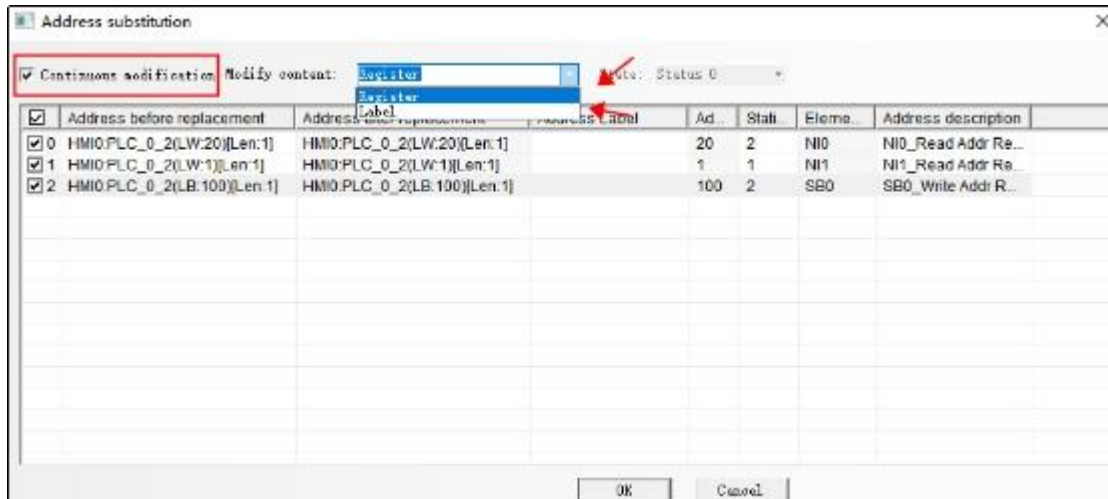 Address substitution
Continuous modification Modify content: Register State: Status 0
Register
Label
Address before replacement Address after replacement Address Label Ad... Stati... Eleme... Address description
0 HMI0:PLC_0_2(LW:20)[Len:1] HMI0:PLC_0_2(LW:20)[Len:1] 20 2 NI0 NI0_Read Addr Re...
1 HMI0:PLC_0_2(LW:1)[Len:1] HMI0:PLC_0_2(LW:1)[Len:1] 1 1 NI1 NI1_Read Addr Re...
2 HMI0:PLC_0_2(LB:100)[Len:1] HMI0:PLC_0_2(LB:100)[Len:1] 100 2 SB0 SB0_Write Addr R...
OK Cancel